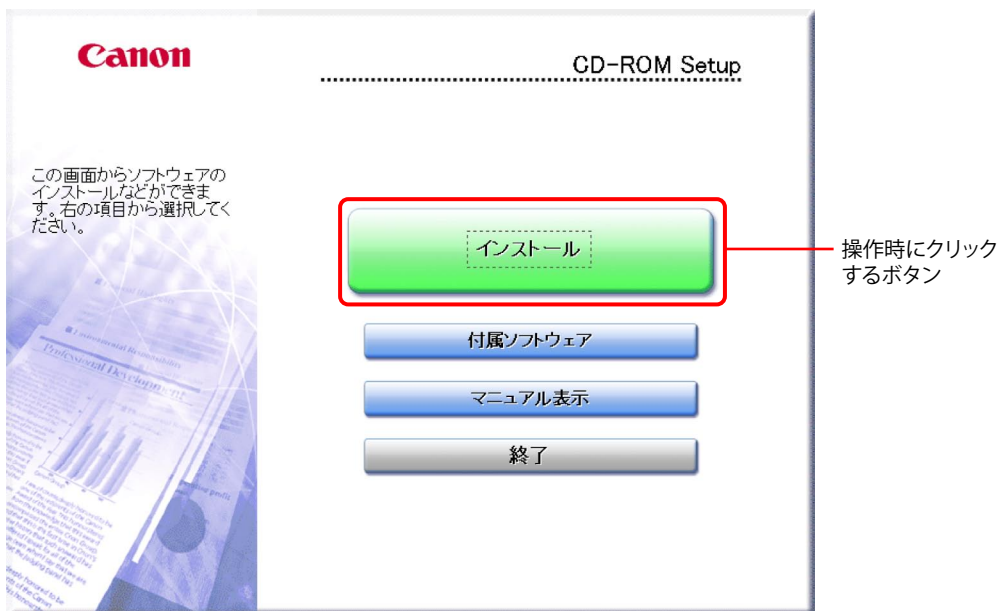 Canon
CD-ROM Setup
この画面からソフトウェアの
インストールなどができま
す。右の項目から選択してく
ださい。
インストール
操作時にクリック
するボタン
付属ソフトウェア
マニュアル表示
終了
Environmental Responsibility
Professional Development